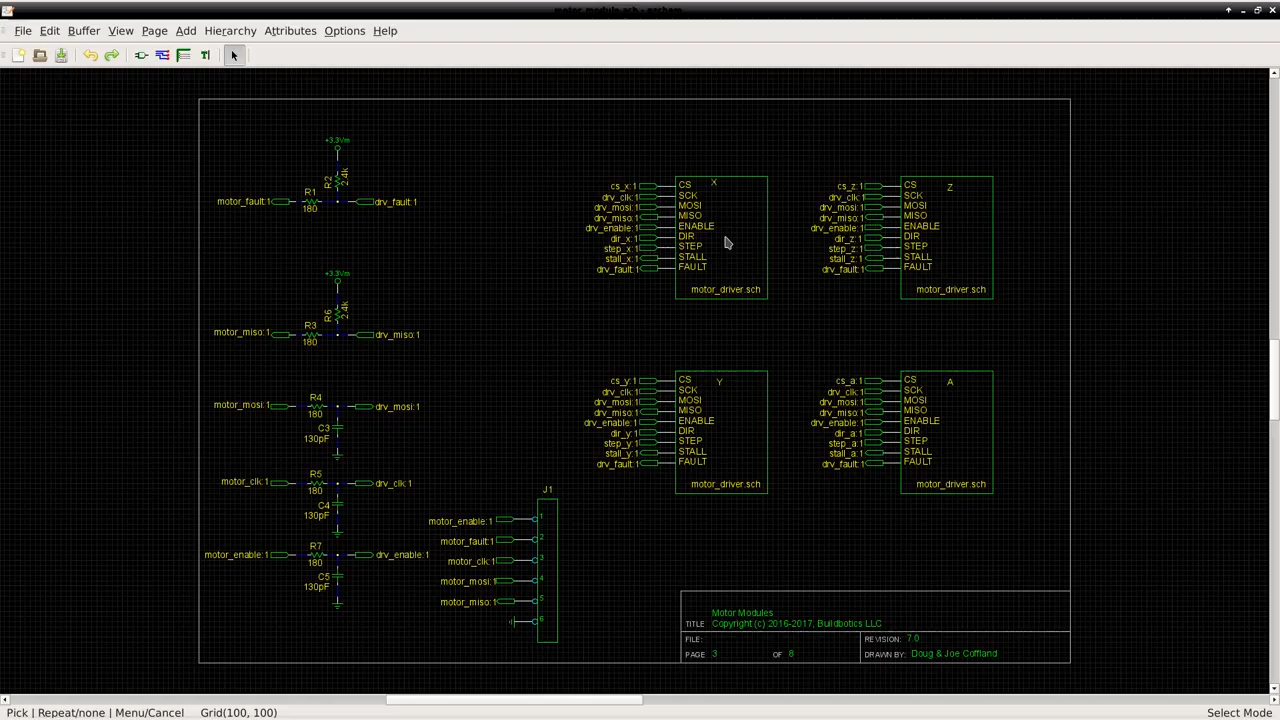 motor_module.sch - gschem
File Edit Buffer View Page Add Hierarchy Attributes Options Help
+3.3Vm
R2
2.4k
R1
motor_fault:1
drv_fault:1
180
+3.3Vm
R6
2.4k
R3
motor_miso:1
drv_miso:1
180
R4
motor_mosi:1
drv_mosi:1
180
C3
130pF
R5
motor_clk:1
drv_clk:1
180
C4
130pF
R7
motor_enable:1
drv_enable:1
180
C5
130pF
J1
motor_enable:1 1
motor_fault:1 2
motor_clk:1 3
motor_mosi:1 4
motor_miso:1 5
6
X
cs_x:1 CS
drv_clk:1 SCK
drv_mosi:1 MOSI
drv_miso:1 MISO
drv_enable:1 ENABLE
dir_x:1 DIR
step_x:1 STEP
stall_x:1 STALL
drv_fault:1 FAULT
motor_driver.sch
Z
cs_z:1 CS
drv_clk:1 SCK
drv_mosi:1 MOSI
drv_miso:1 MISO
drv_enable:1 ENABLE
dir_z:1 DIR
step_z:1 STEP
stall_z:1 STALL
drv_fault:1 FAULT
motor_driver.sch
Y
cs_y:1 CS
drv_clk:1 SCK
drv_mosi:1 MOSI
drv_miso:1 MISO
drv_enable:1 ENABLE
dir_y:1 DIR
step_y:1 STEP
stall_y:1 STALL
drv_fault:1 FAULT
motor_driver.sch
A
cs_a:1 CS
drv_clk:1 SCK
drv_mosi:1 MOSI
drv_miso:1 MISO
drv_enable:1 ENABLE
dir_a:1 DIR
step_a:1 STEP
stall_a:1 STALL
drv_fault:1 FAULT
motor_driver.sch
Motor Modules
TITLE Copyright (c) 2016-2017, Buildbotics LLC
FILE: REVISION: 7.0
PAGE 3 OF 8 DRAWN BY: Doug & Joe Coffland
Pick | Repeat/none | Menu/Cancel Grid(100, 100) Select Mode